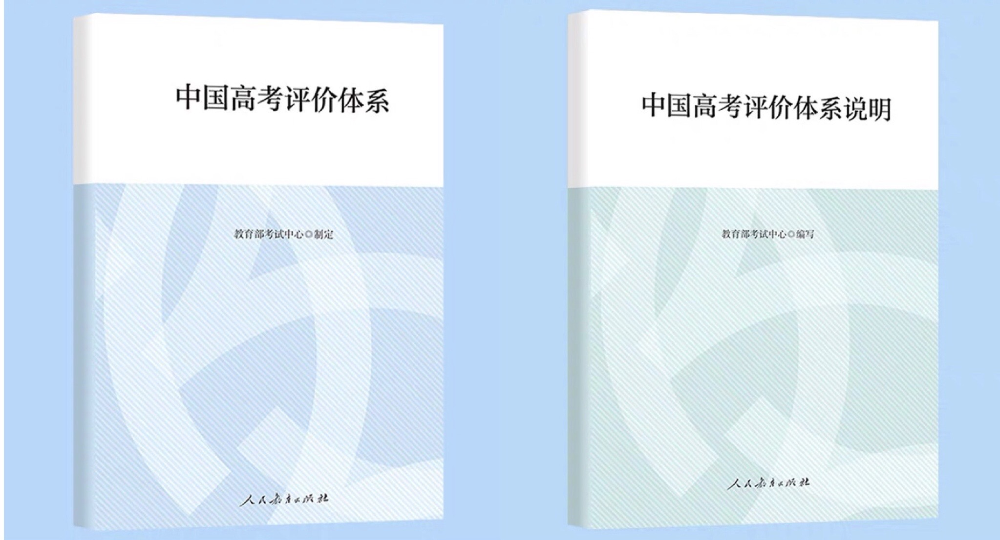 中国高考评价体系
教育部考试中心◎制定
人民教育出版社
中国高考评价体系说明
教育部考试中心◎编写
人民教育出版社